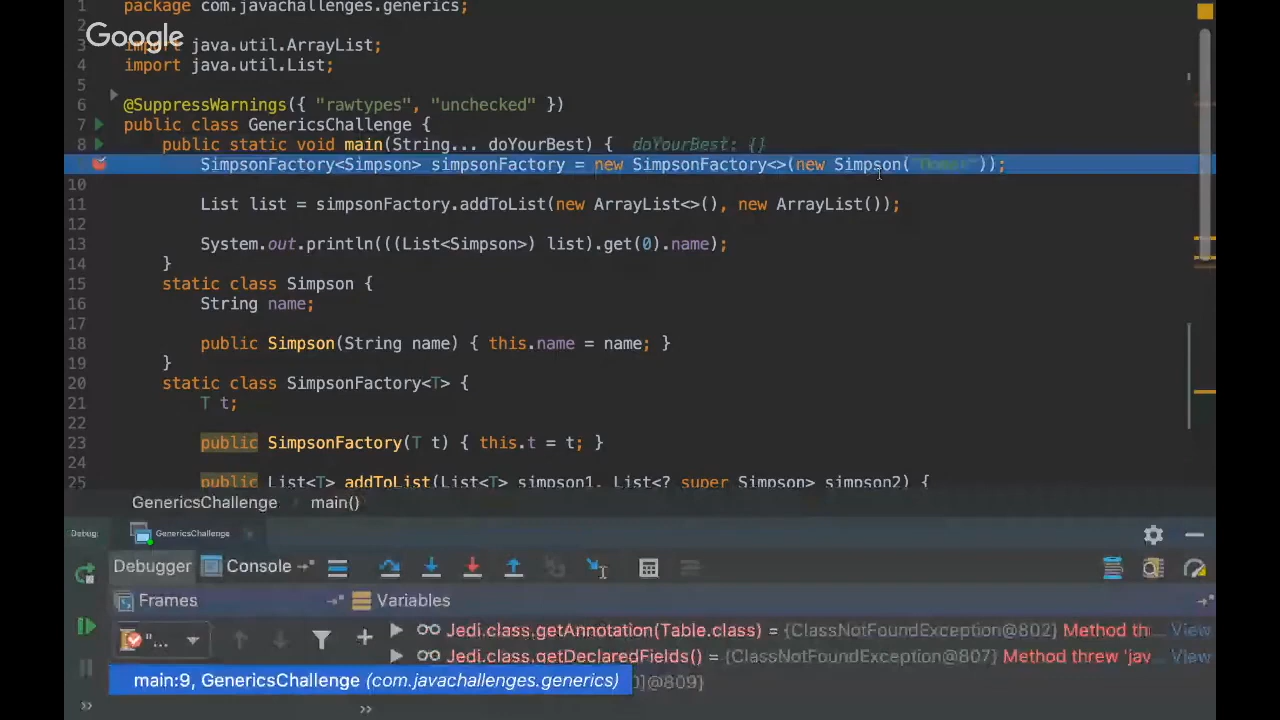 1 package com.javachallenges.generics;
2
Google
3 import java.util.ArrayList;
4 import java.util.List;
5
6 @SuppressWarnings({ "rawtypes", "unchecked" })
7 public class GenericsChallenge {
8 public static void main(String... doYourBest) { doYourBest: {}
SimpsonFactory<Simpson> simpsonFactory = new SimpsonFactory<>(new Simpson("Homer"));
10
11 List list = simpsonFactory.addToList(new ArrayList<>(), new ArrayList());
12
13 System.out.println(((List<Simpson>) list).get(0).name);
14 }
15 static class Simpson {
16 String name;
17
18 public Simpson(String name) { this.name = name; }
19 }
20 static class SimpsonFactory<T> {
21 T t;
22
23 public SimpsonFactory(T t) { this.t = t; }
24
25 public List<T> addToList(List<T> simpson1, List<? super Simpson> simpson2) {
GenericsChallenge main()
Debug: GenericsChallenge
Debugger Console
Frames Variables
"... Jedi.class.getAnnotation(Table.class) = {ClassNotFoundException@802} Method th... View
Jedi.class.getDeclaredFields() = {ClassNotFoundException@807} Method threw 'jav... View
main:9, GenericsChallenge (com.javachallenges.generics) 0]@809}